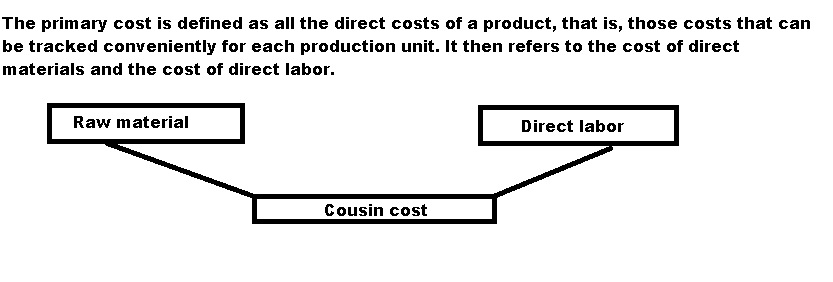 The primary cost is defined as all the direct costs of a product, that is, those costs that can
be tracked conveniently for each production unit. It then refers to the cost of direct
materials and the cost of direct labor.
Raw material
Direct labor
Cousin cost